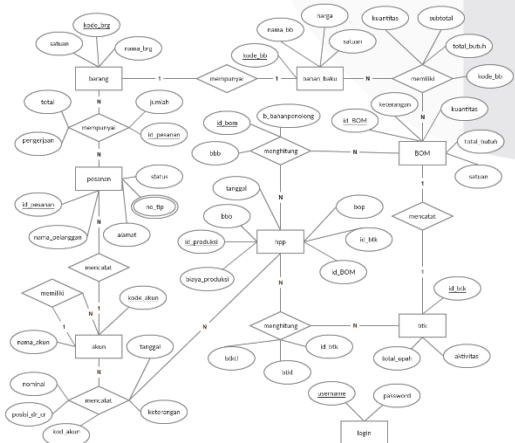 kode_brg
satuan
nama_brg
barang
1
mempunyai
1
bahan_baku
nama_bb
harga
kode_bb
satuan
N
memiliki
kuantitas
subtotal
total_butuh
kode_bb
N
total
jumlah
mempunyai
pengerjaan
id_pesanan
N
pesanan
status
no_tlp
id_pesanan
nama_pelanggan
alamat
N
mencatat
memiliki
1
N
1
kode_akun
nama_akun
akun
N
tanggal
nominal
posisi_dr_cr
mencatat
kod_akun
keterangan
N
id_bom
b_bahanpenolong
bbb
menghitung
N
N
keterangan
id_BOM
BOM
kuantitas
total_butuh
satuan
1
mencatat
1
tanggal
bbb
id_produksi
biaya_produksi
hpp
bop
id_btk
id_BOM
N
menghitung
N
btktl
btkl
id_btk
id_btk
btk
total_upah
aktivitas
username
password
login